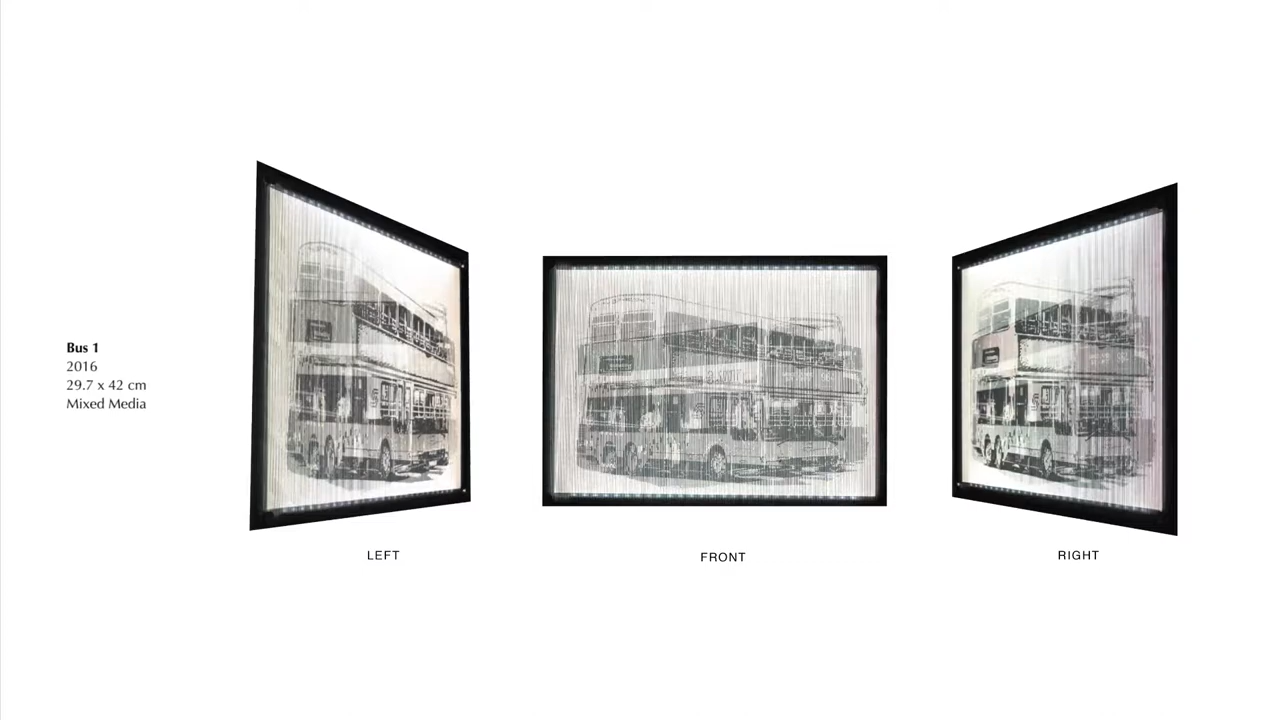 Bus 1
2016
29.7 x 42 cm
Mixed Media
LEFT
FRONT
RIGHT